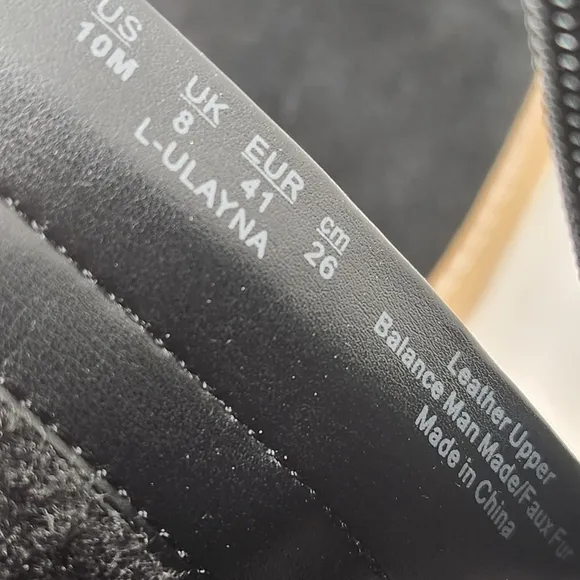 US UK EUR cm
10M 8 41 26
L-ULAYNA
Leather Upper
Balance Man Made/Faux Fur
Made in China